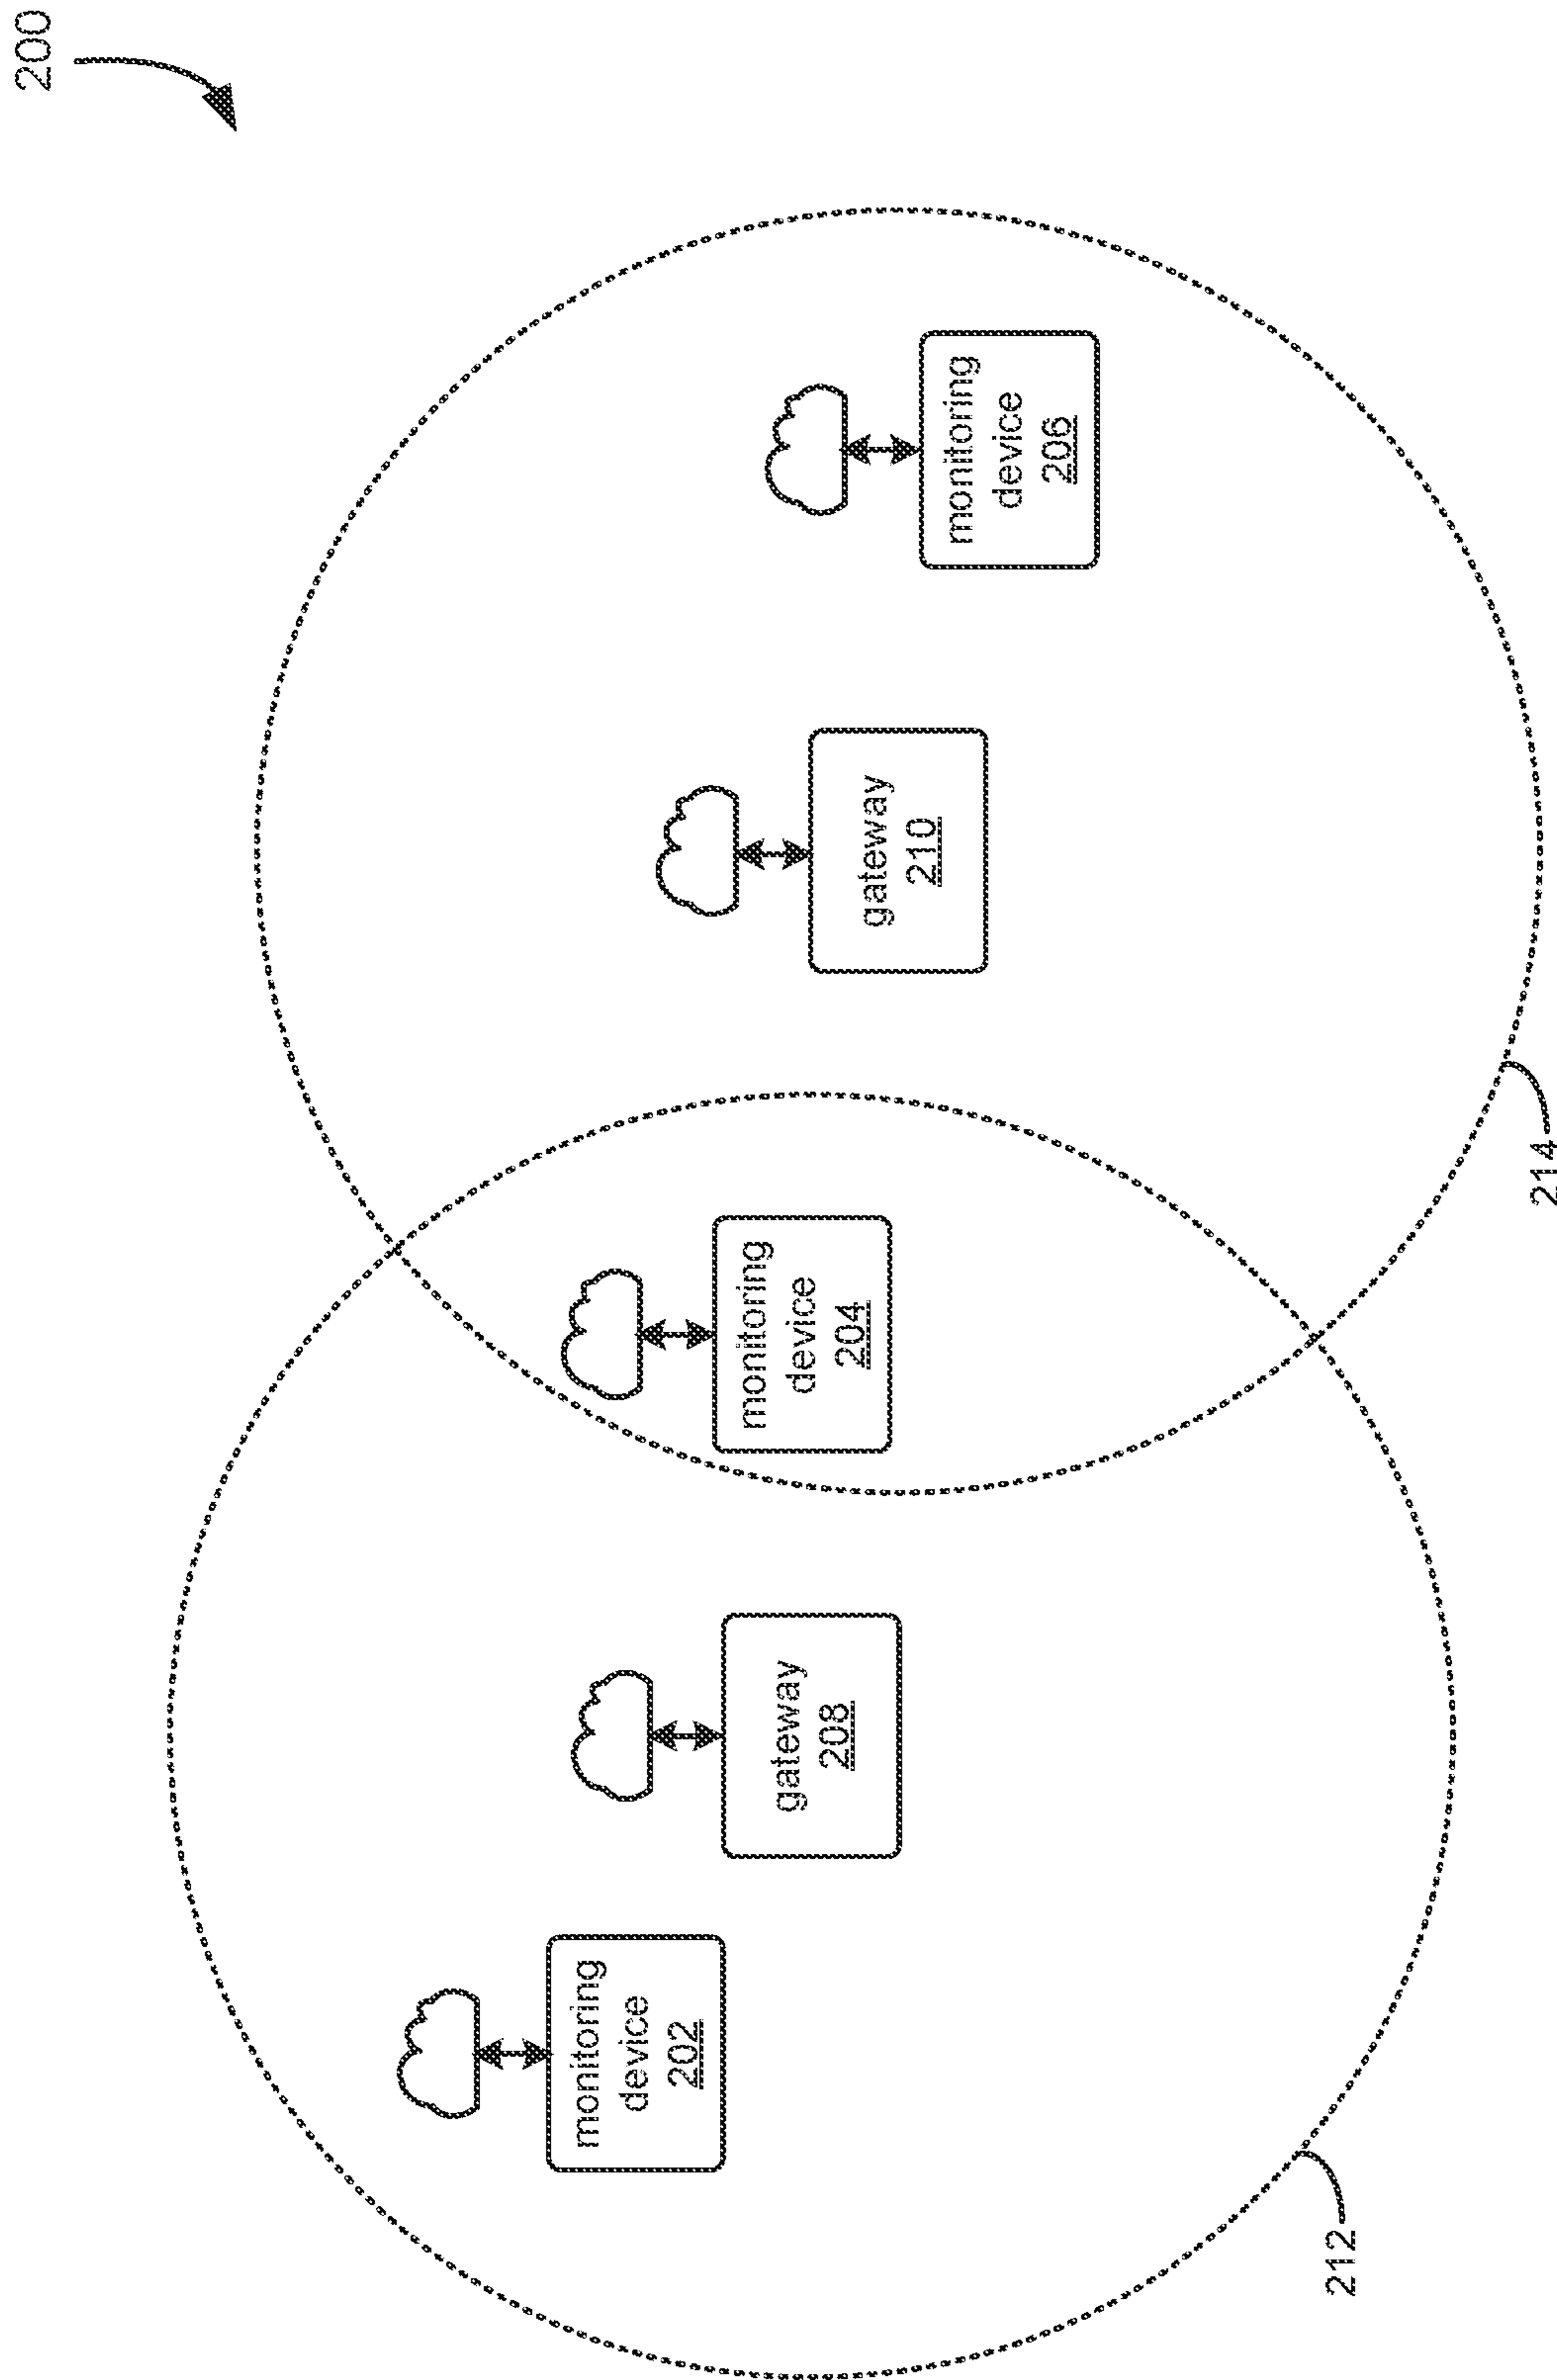 200
monitoring
device
202
gateway
208
monitoring
device
204
gateway
210
monitoring
device
206
212
214